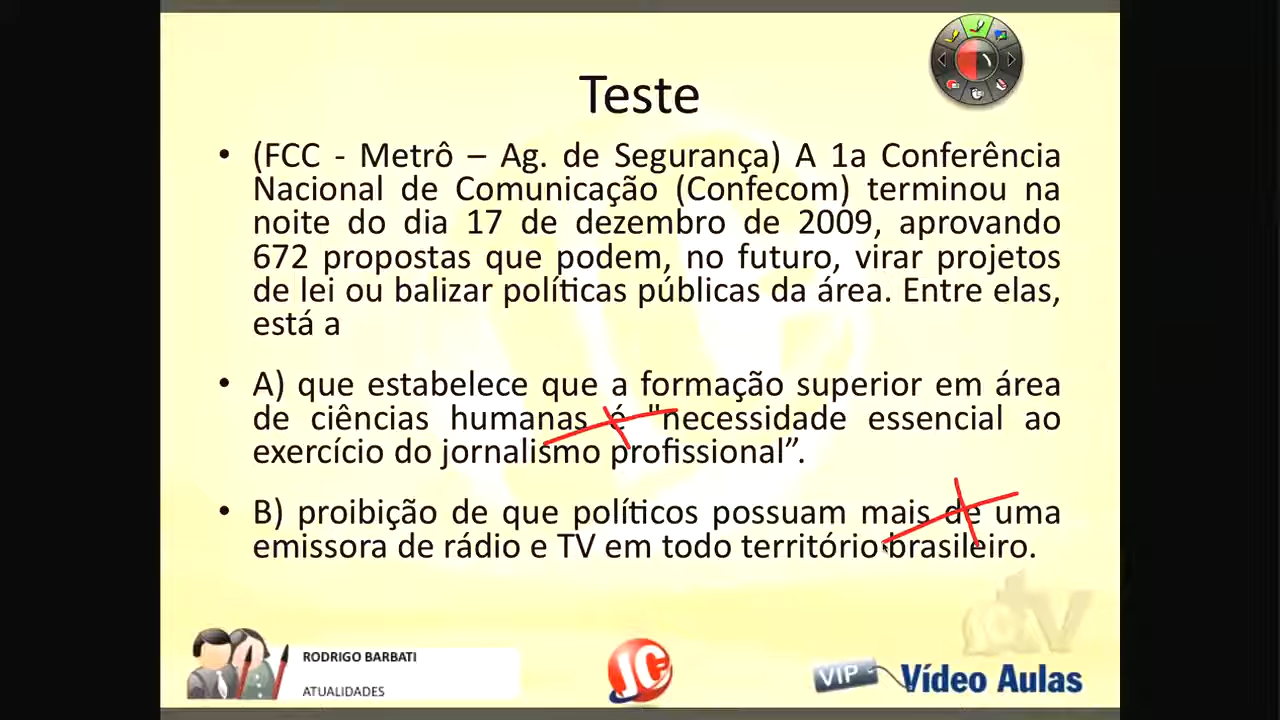 Teste
• (FCC - Metrô – Ag. de Segurança) A 1a Conferência
Nacional de Comunicação (Confecom) terminou na
noite do dia 17 de dezembro de 2009, aprovando
672 propostas que podem, no futuro, virar projetos
de lei ou balizar políticas públicas da área. Entre elas,
está a
• A) que estabelece que a formação superior em área
de ciências humanas é "necessidade essencial ao
exercício do jornalismo profissional”.
• B) proibição de que políticos possuam mais de uma
emissora de rádio e TV em todo território brasileiro.
RODRIGO BARBATI
ATUALIDADES
JC
VIP
Vídeo Aulas
tv